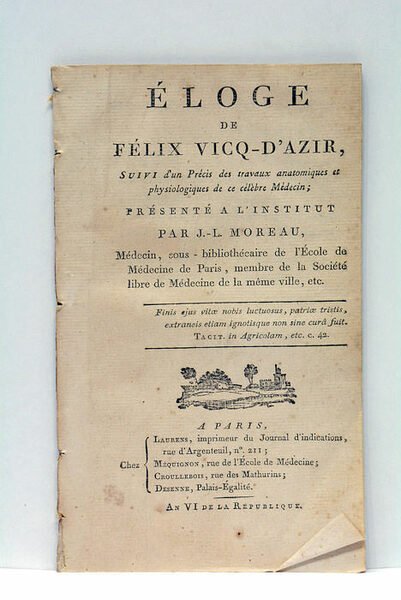 ÉLOGE
DE
FÉLIX VICQ-D'AZIR,
SUIVI d'un Précis des travaux anatomiques et
physiologiques de ce célèbre Médecin;
PRÉSENTÉ A L'INSTITUT
PAR J.-L. MOREAU,
Médecin, sous-bibliothécaire de l'École de
Médecine de Paris, membre de la Société
libre de Médecine de la même ville, etc.
Finis ejus vitæ nobis luctuosus, patriæ tristis,
extraneis etiam ignotisque non sine curâ fuit.
TACIT. in Agricolam, etc. c. 42.
A PARIS,
Chez
LAURENS, imprimeur du Journal d'indications,
rue d'Argenteuil, n°. 211;
MÉQUIGNON, rue de l'École de Médecine;
CROULLEBOIS, rue des Mathurins;
DESENNE, Palais-Égalité.
AN VI DE LA RÉPUBLIQUE.